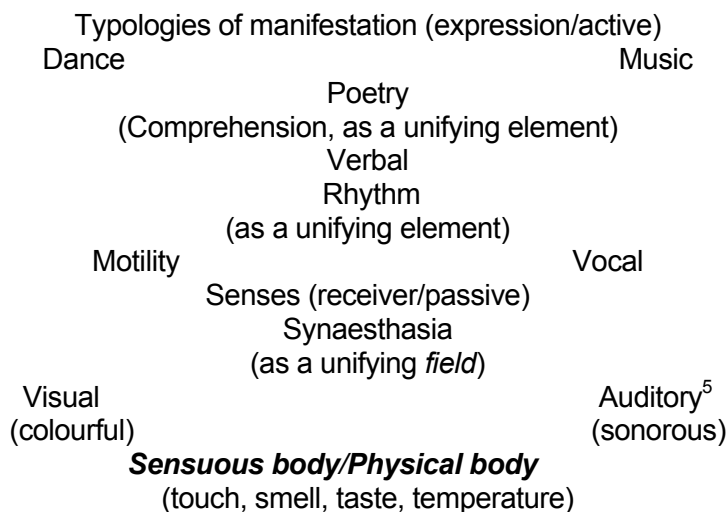 Typologies of manifestation (expression/active)
Dance Music
Poetry
(Comprehension, as a unifying element)
Verbal
Rhythm
(as a unifying element)
Motility Vocal
Senses (receiver/passive)
Synaesthasia
(as a unifying field)
Visual Auditory5
(colourful) (sonorous)
Sensuous body/Physical body
(touch, smell, taste, temperature)